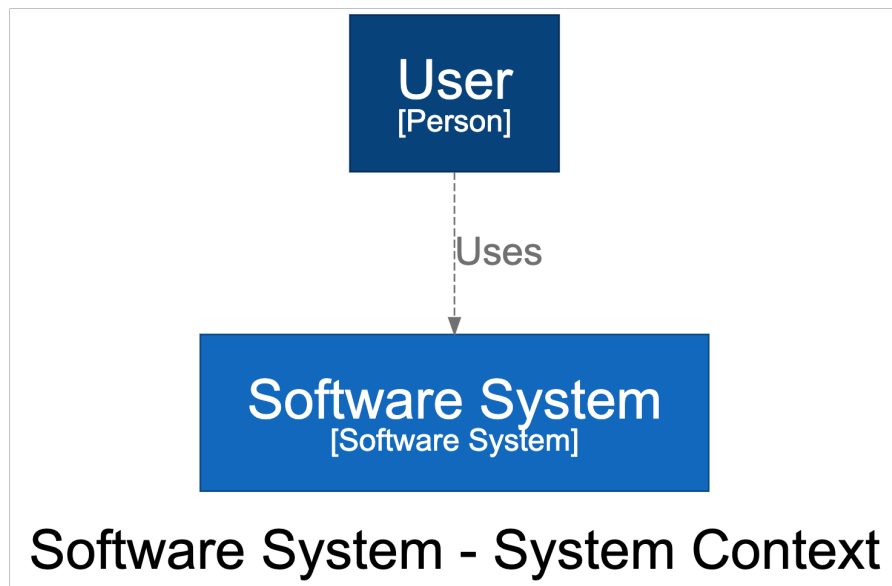 User
[Person]
Uses
Software System
[Software System]
Software System - System Context